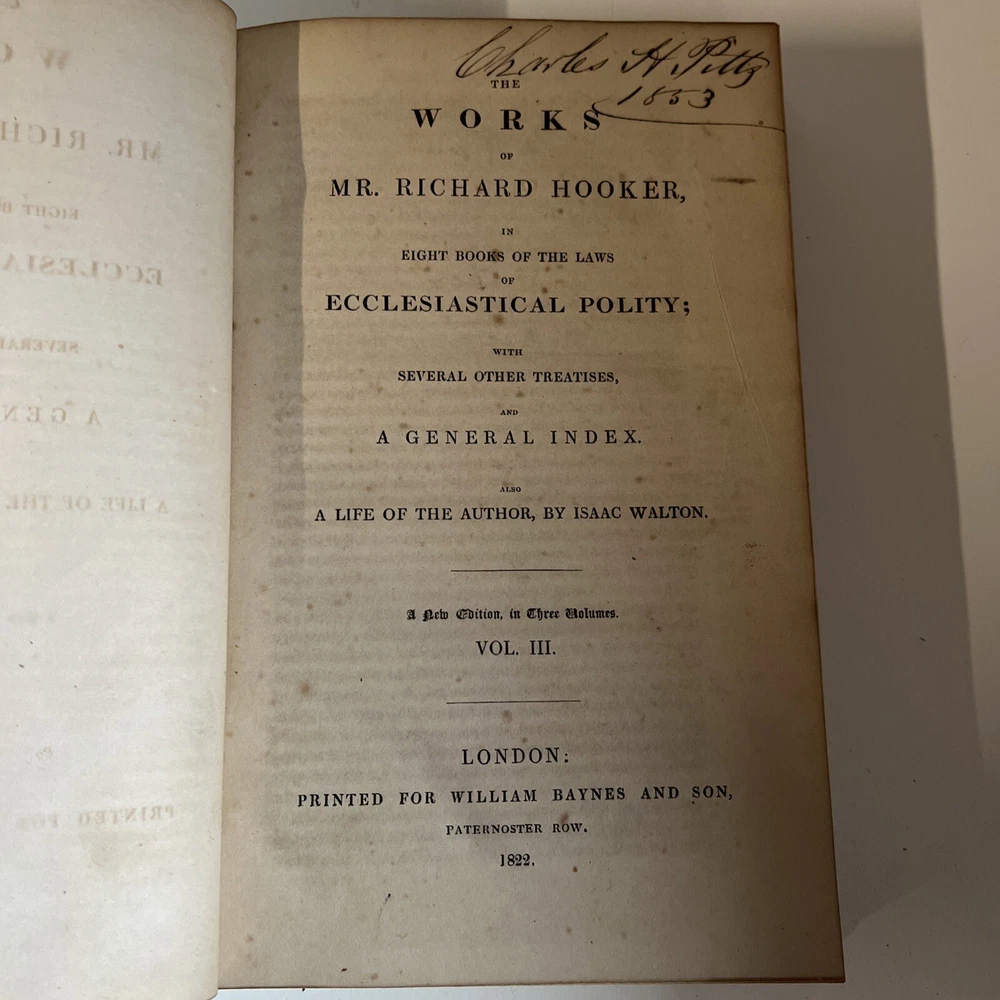 Charles H. Pitts
1853
THE
WORKS
OF
MR. RICHARD HOOKER,
IN
EIGHT BOOKS OF THE LAWS
OF
ECCLESIASTICAL POLITY;
WITH
SEVERAL OTHER TREATISES,
AND
A GENERAL INDEX.
ALSO
A LIFE OF THE AUTHOR, BY ISAAC WALTON.
A New Edition, in Three Volumes.
VOL. III.
LONDON:
PRINTED FOR WILLIAM BAYNES AND SON,
PATERNOSTER ROW.
1822.